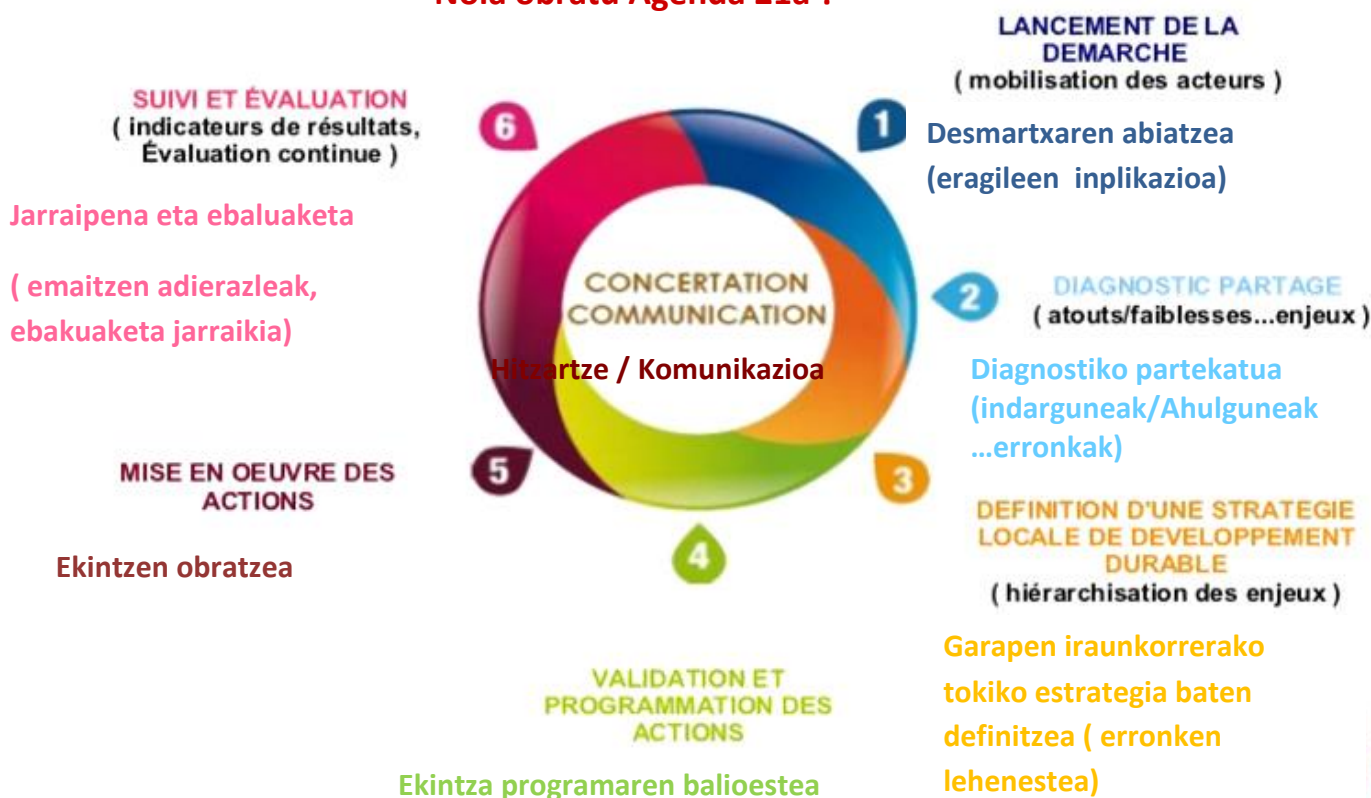 Nola obratu Agenda 21a ?
LANCEMENT DE LA
DEMARCHE
( mobilisation des acteurs )
1
Desmartxaren abiatzea
(eragileen inplikazioa)
2
DIAGNOSTIC PARTAGE
( atouts/faiblesses...enjeux )
Diagnostiko partekatua
(indarguneak/Ahulguneak
...erronkak)
3
DEFINITION D'UNE STRATEGIE
LOCALE DE DEVELOPPEMENT
DURABLE
( hiérarchisation des enjeux )
Garapen iraunkorrerako
tokiko estrategia baten
definitzea ( erronken
lehenestea)
4
VALIDATION ET
PROGRAMMATION DES
ACTIONS
Ekintza programaren balioestea
5
MISE EN OEUVRE DES
ACTIONS
Ekintzen obratzea
6
SUIVI ET ÉVALUATION
( indicateurs de résultats,
Évaluation continue )
Jarraipena eta ebaluaketa
( emaitzen adierazleak,
ebakuaketa jarraikia)
CONCERTATION
COMMUNICATION
Hitzartze / Komunikazioa